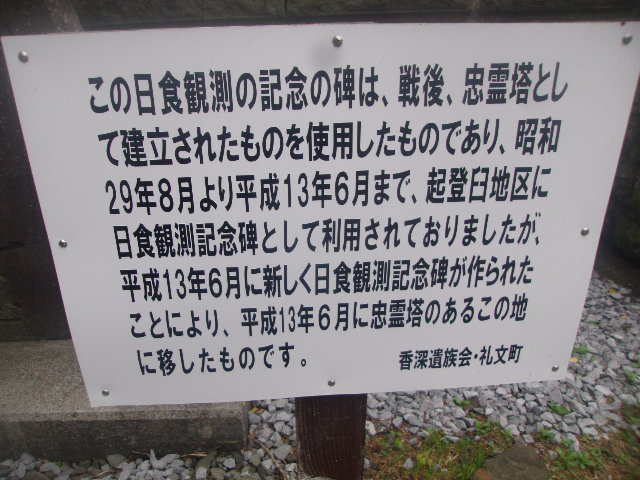 この日食観測の記念の碑は、戦後、忠霊塔とし
て建立されたものを使用したものであり、昭和
29年8月より平成13年6月まで、起登臼地区に
日食観測記念碑として利用されておりましたが、
平成13年6月に新しく日食観測記念碑が作られた
ことにより、平成13年6月に忠霊塔のあるこの地
に移したものです。
香深遺族会・礼文町